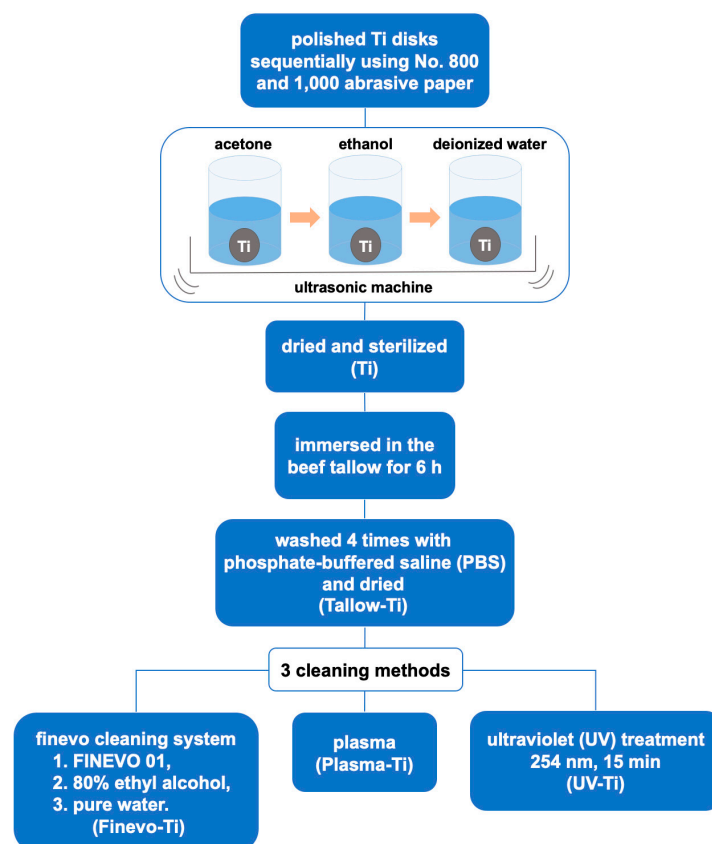 polished Ti disks
sequentially using No. 800
and 1,000 abrasive paper
acetone
ethanol
deionized water
Ti
Ti
Ti
ultrasonic machine
dried and sterilized
(Ti)
immersed in the
beef tallow for 6 h
washed 4 times with
phosphate-buffered saline (PBS)
and dried
(Tallow-Ti)
3 cleaning methods
finevo cleaning system
1. FINEVO 01,
2. 80% ethyl alcohol,
3. pure water.
(Finevo-Ti)
plasma
(Plasma-Ti)
ultraviolet (UV) treatment
254 nm, 15 min
(UV-Ti)